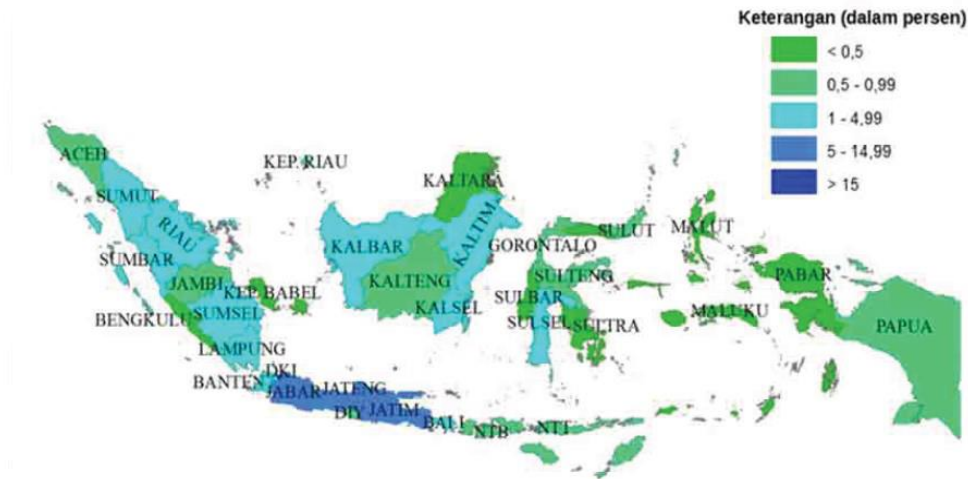 Keterangan (dalam persen)
< 0,5
0,5 - 0,99
1 - 4,99
5 - 14,99
> 15
ACEH
KEP. RIAU
KALTARA
SUMUT
RIAU
KALBAR
KALTIM
GORONTALO
SULUT
MALUT
SUMBAR
JAMBI
KEP. BABEL
KALTENG
SULTENG
PABAR
BENGKULU
SUMSEL
KALSEL
SULBAR
SULSEL
SULTRA
MALUKU
PAPUA
LAMPUNG
BANTEN
DKI
JABAR
JATENG
DIY
JATIM
BALI
NTB
NTT